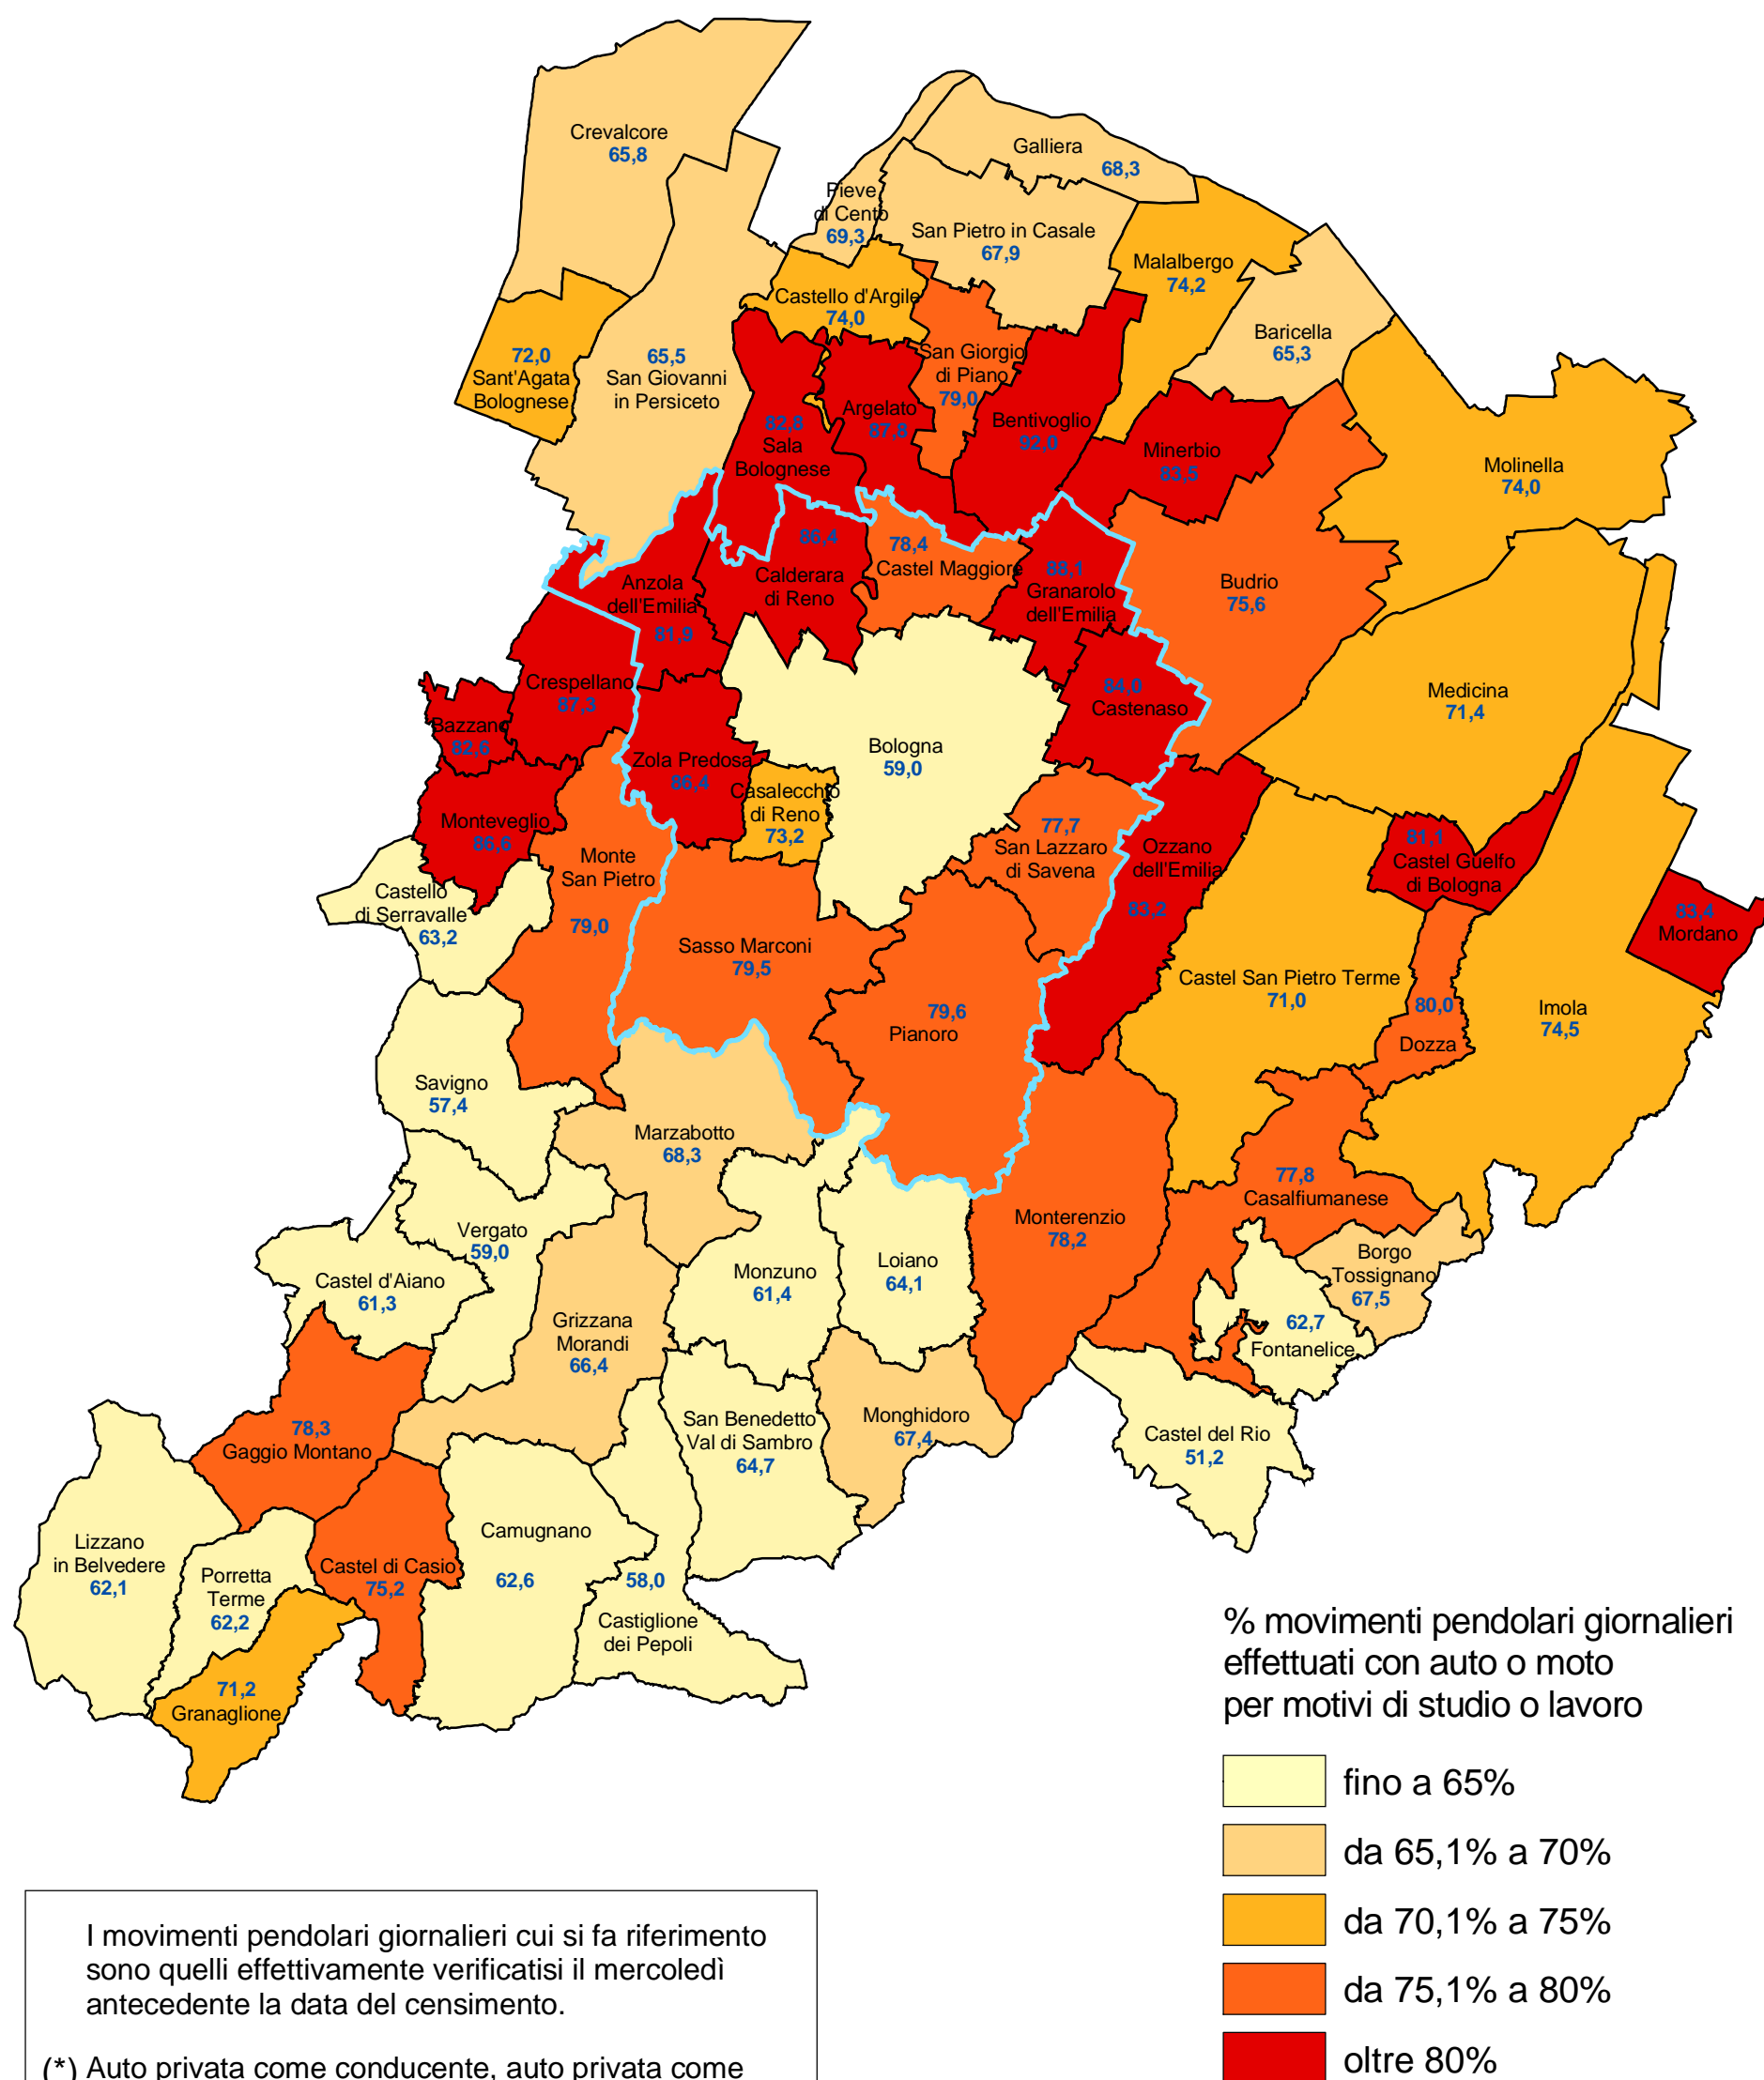 Crevalcore
65,8
Galliera
68,3
Pieve
di Cento
69,3
San Pietro in Casale
67,9
Malalbergo
74,2
Castello d'Argile
74,0
Baricella
65,3
72,0
Sant'Agata
Bolognese
65,5
San Giovanni
in Persiceto
San Giorgio
di Piano
79,0
Argelato
87,8
Bentivoglio
92,0
82,8
Sala
Bolognese
Minerbio
83,5
Molinella
74,0
86,4
Calderara
di Reno
78,4
Castel Maggiore
88,1
Granarolo
dell'Emilia
Anzola
dell'Emilia
81,9
Budrio
75,6
Crespellano
87,3
84,0
Castenaso
Medicina
71,4
Bazzano
82,6
Zola Predosa
86,4
Bologna
59,0
Casalecchio
di Reno
73,2
Monteveglio
86,6
77,7
San Lazzaro
di Savena
Ozzano
dell'Emilia
83,2
81,1
Castel Guelfo
di Bologna
Monte
San Pietro
79,0
Castello
di Serravalle
63,2
83,4
Mordano
Sasso Marconi
79,5
Castel San Pietro Terme
71,0
79,6
Pianoro
80,0
Dozza
Imola
74,5
Savigno
57,4
Marzabotto
68,3
77,8
Casalfiumanese
Vergato
59,0
Monterenzio
78,2
Castel d'Aiano
61,3
Monzuno
61,4
Loiano
64,1
Borgo
Tossignano
67,5
Grizzana
Morandi
66,4
62,7
Fontanelice
78,3
Gaggio Montano
San Benedetto
Val di Sambro
64,7
Monghidoro
67,4
Castel del Rio
51,2
Lizzano
in Belvedere
62,1
Porretta
Terme
62,2
Castel di Casio
75,2
Camugnano
62,6
58,0
Castiglione
dei Pepoli
71,2
Granaglione
% movimenti pendolari giornalieri
effettuati con auto o moto
per motivi di studio o lavoro
fino a 65%
da 65,1% a 70%
da 70,1% a 75%
da 75,1% a 80%
oltre 80%
I movimenti pendolari giornalieri cui si fa riferimento
sono quelli effettivamente verificatisi il mercoledì
antecedente la data del censimento.
(*) Auto privata come conducente, auto privata come